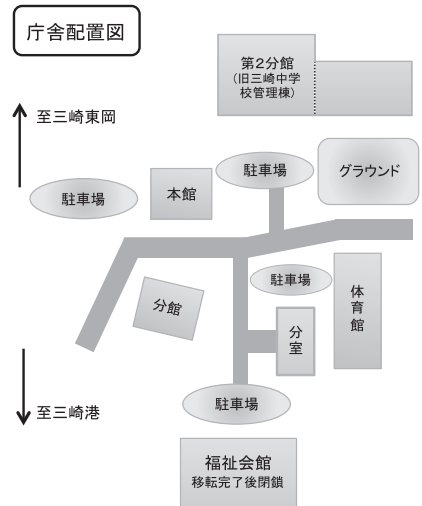 庁舎配置図
第2分館
(旧三崎中学
校管理棟)
至三崎東岡
駐車場
グラウンド
本館
駐車場
駐車場
体育館
分館
分室
駐車場
至三崎港
福祉会館
移転完了後閉鎖